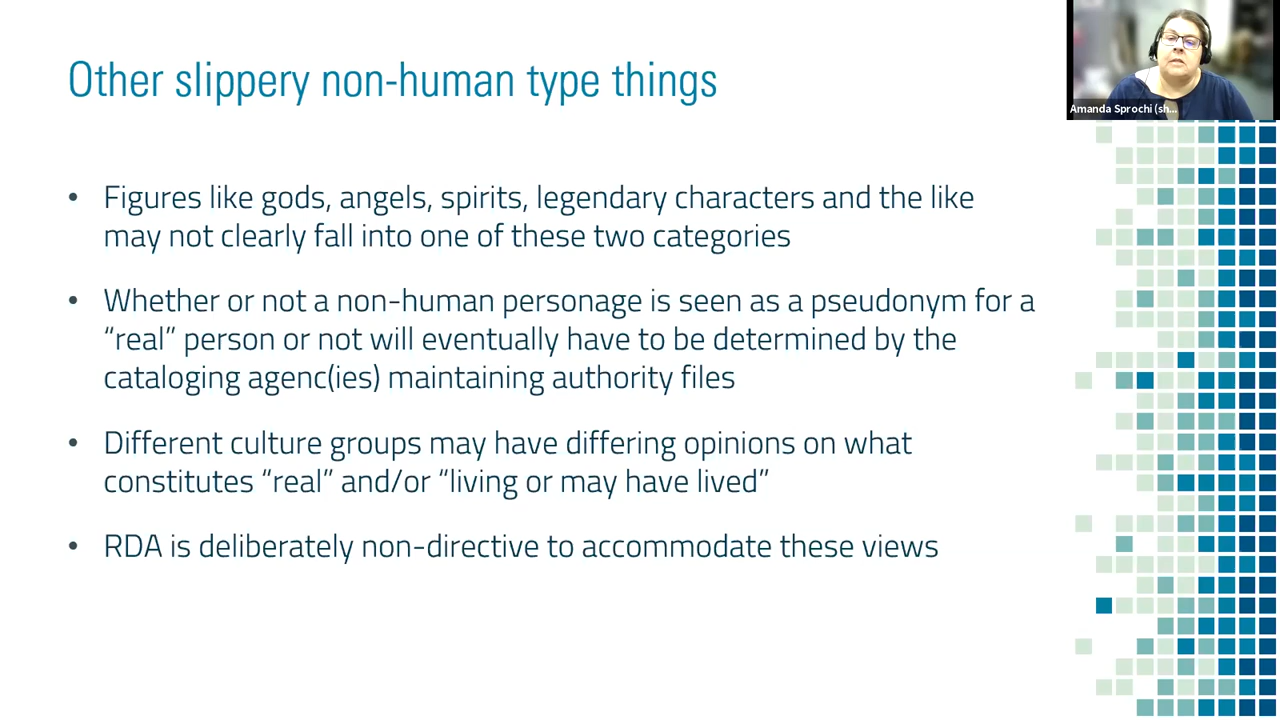 Other slippery non-human type things
Amanda Sprochi (sh...
• Figures like gods, angels, spirits, legendary characters and the like
may not clearly fall into one of these two categories
• Whether or not a non-human personage is seen as a pseudonym for a
“real” person or not will eventually have to be determined by the
cataloging agenc(ies) maintaining authority files
• Different culture groups may have differing opinions on what
constitutes “real” and/or “living or may have lived”
• RDA is deliberately non-directive to accommodate these views